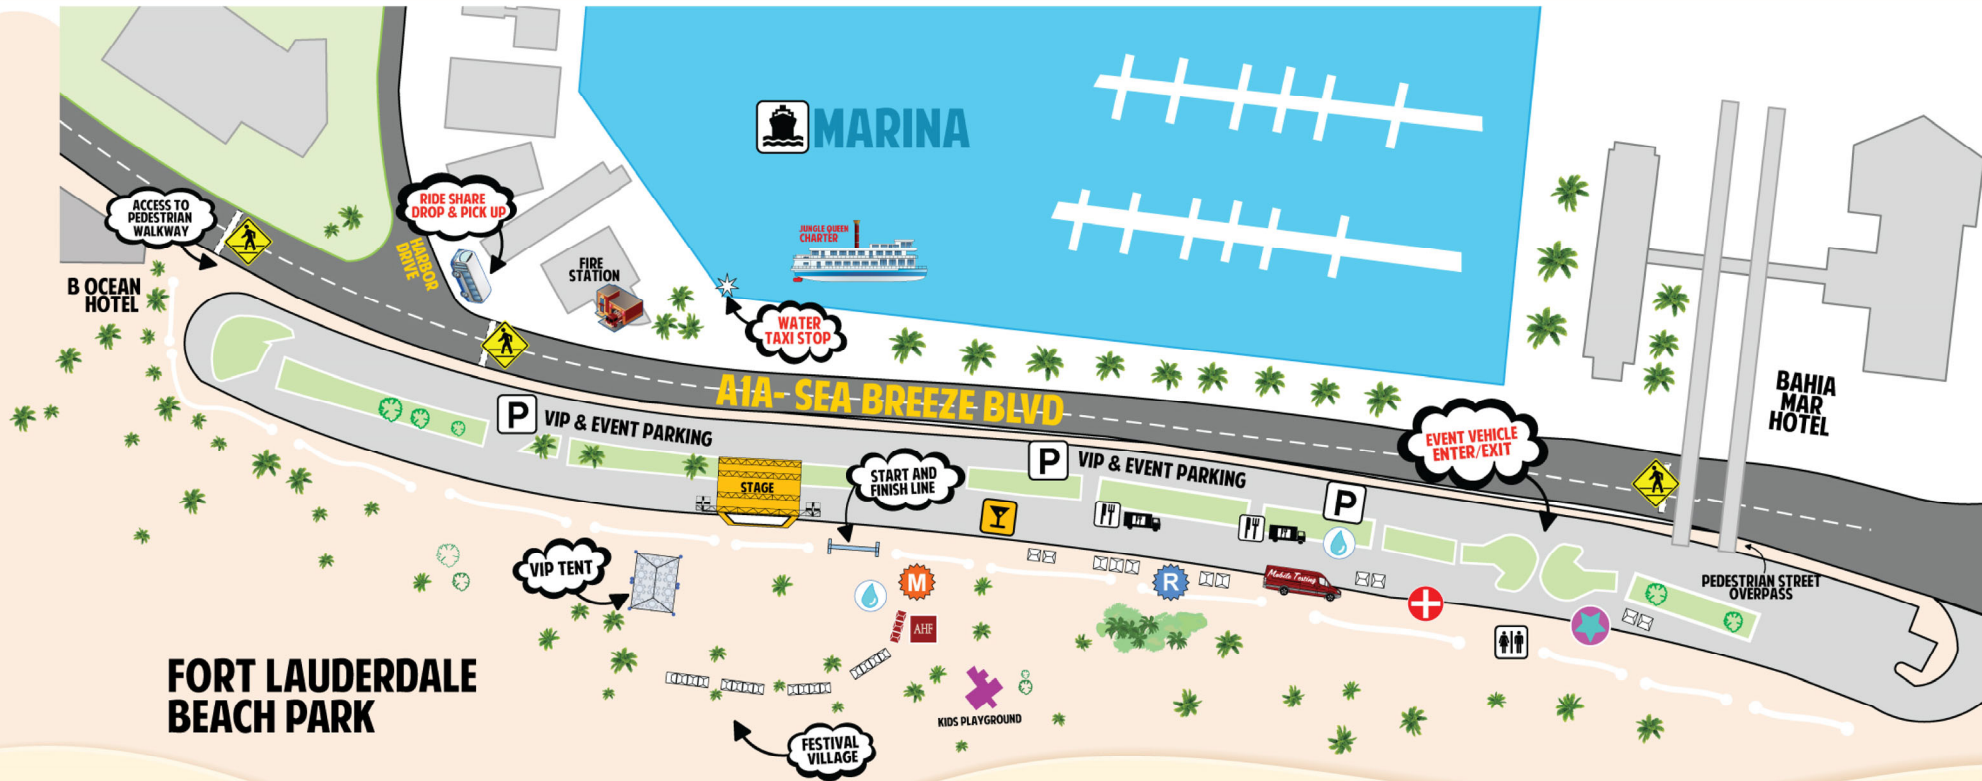 MARINA
ACCESS TO
PEDESTRIAN
WALKWAY
RIDE SHARE
DROP & PICK UP
HARBOR
DRIVE
FIRE
STATION
JUNGLE QUEEN
CHARTER
B OCEAN
HOTEL
WATER
TAXI STOP
A1A- SEA BREEZE BLVD
BAHIA
MAR
HOTEL
P
VIP & EVENT PARKING
P
VIP & EVENT PARKING
EVENT VEHICLE
ENTER/EXIT
P
STAGE
START AND
FINISH LINE
VIP TENT
M
AHF
R
Mobile Testing
PEDESTRIAN STREET
OVERPASS
FORT LAUDERDALE
BEACH PARK
KIDS PLAYGROUND
FESTIVAL
VILLAGE